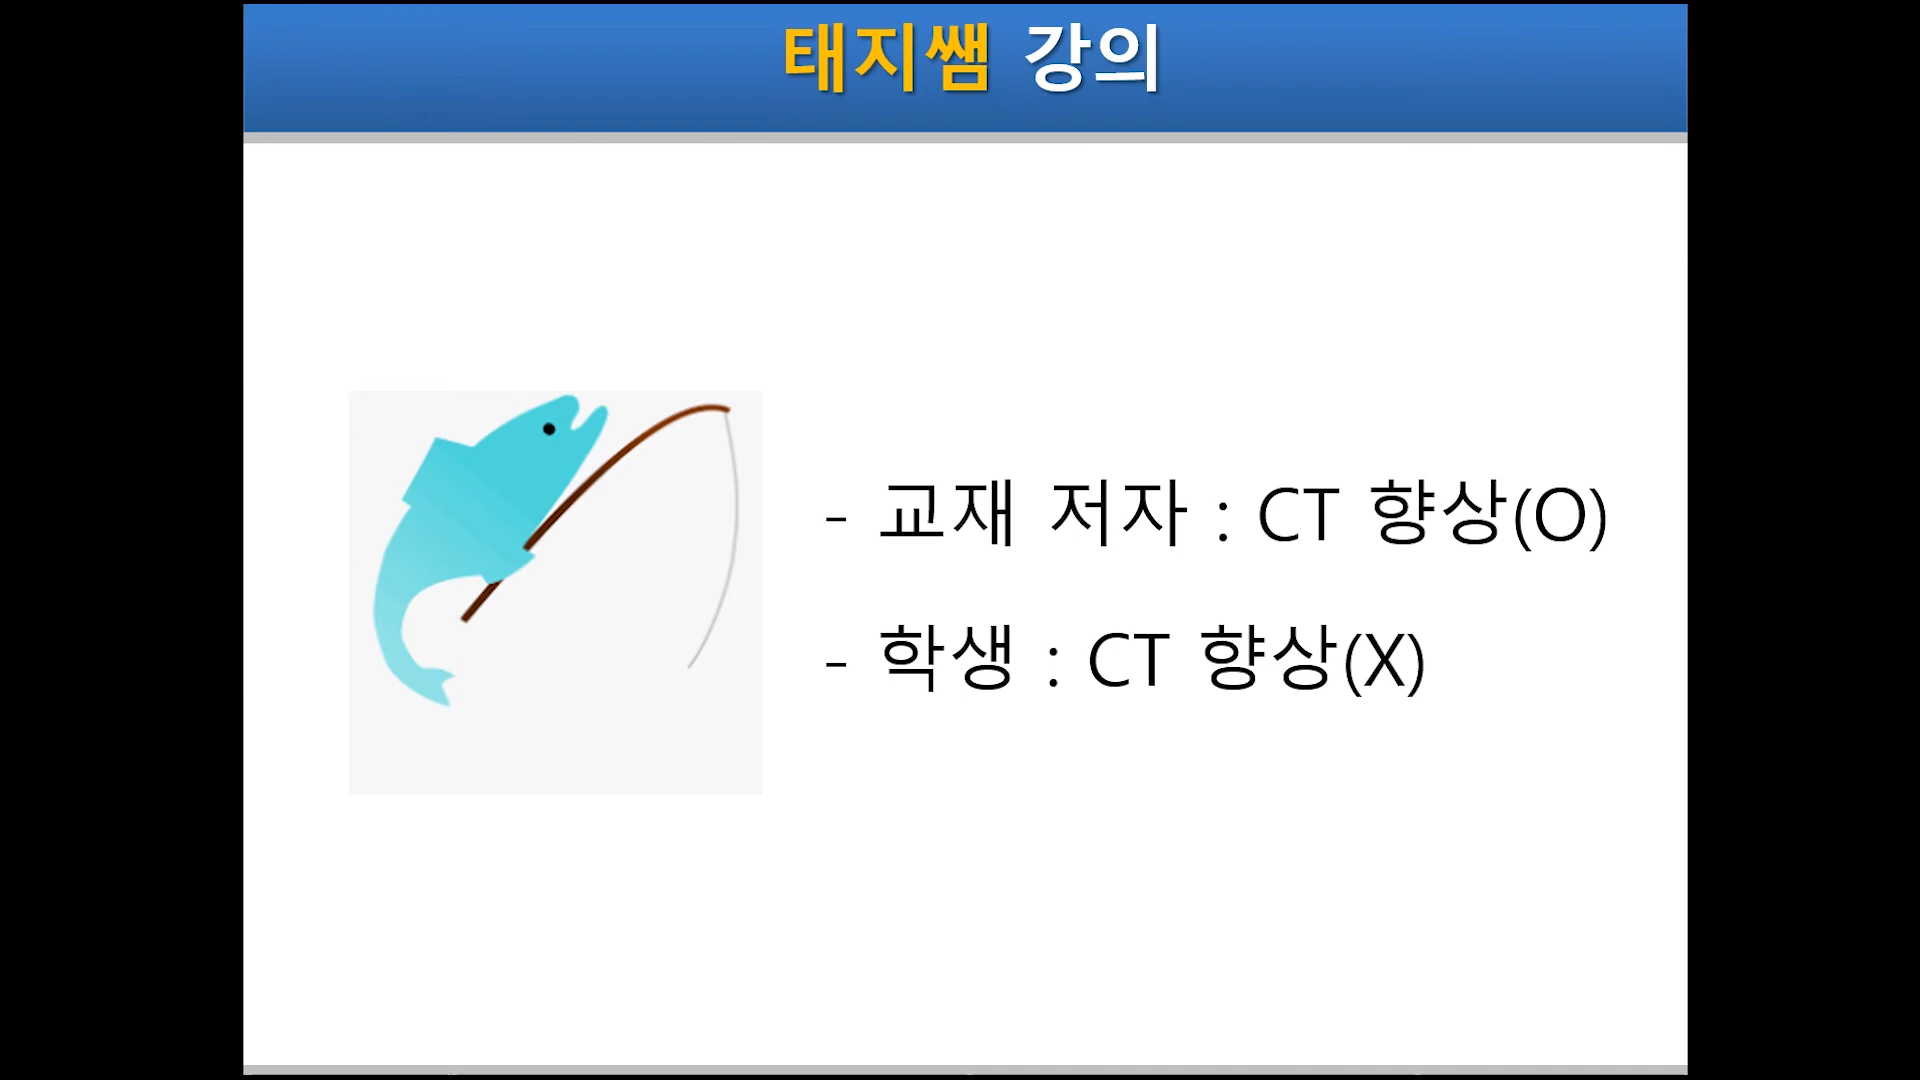 태지쌤 강의
- 교재 저자 : CT 향상(O)
- 학생 : CT 향상(X)